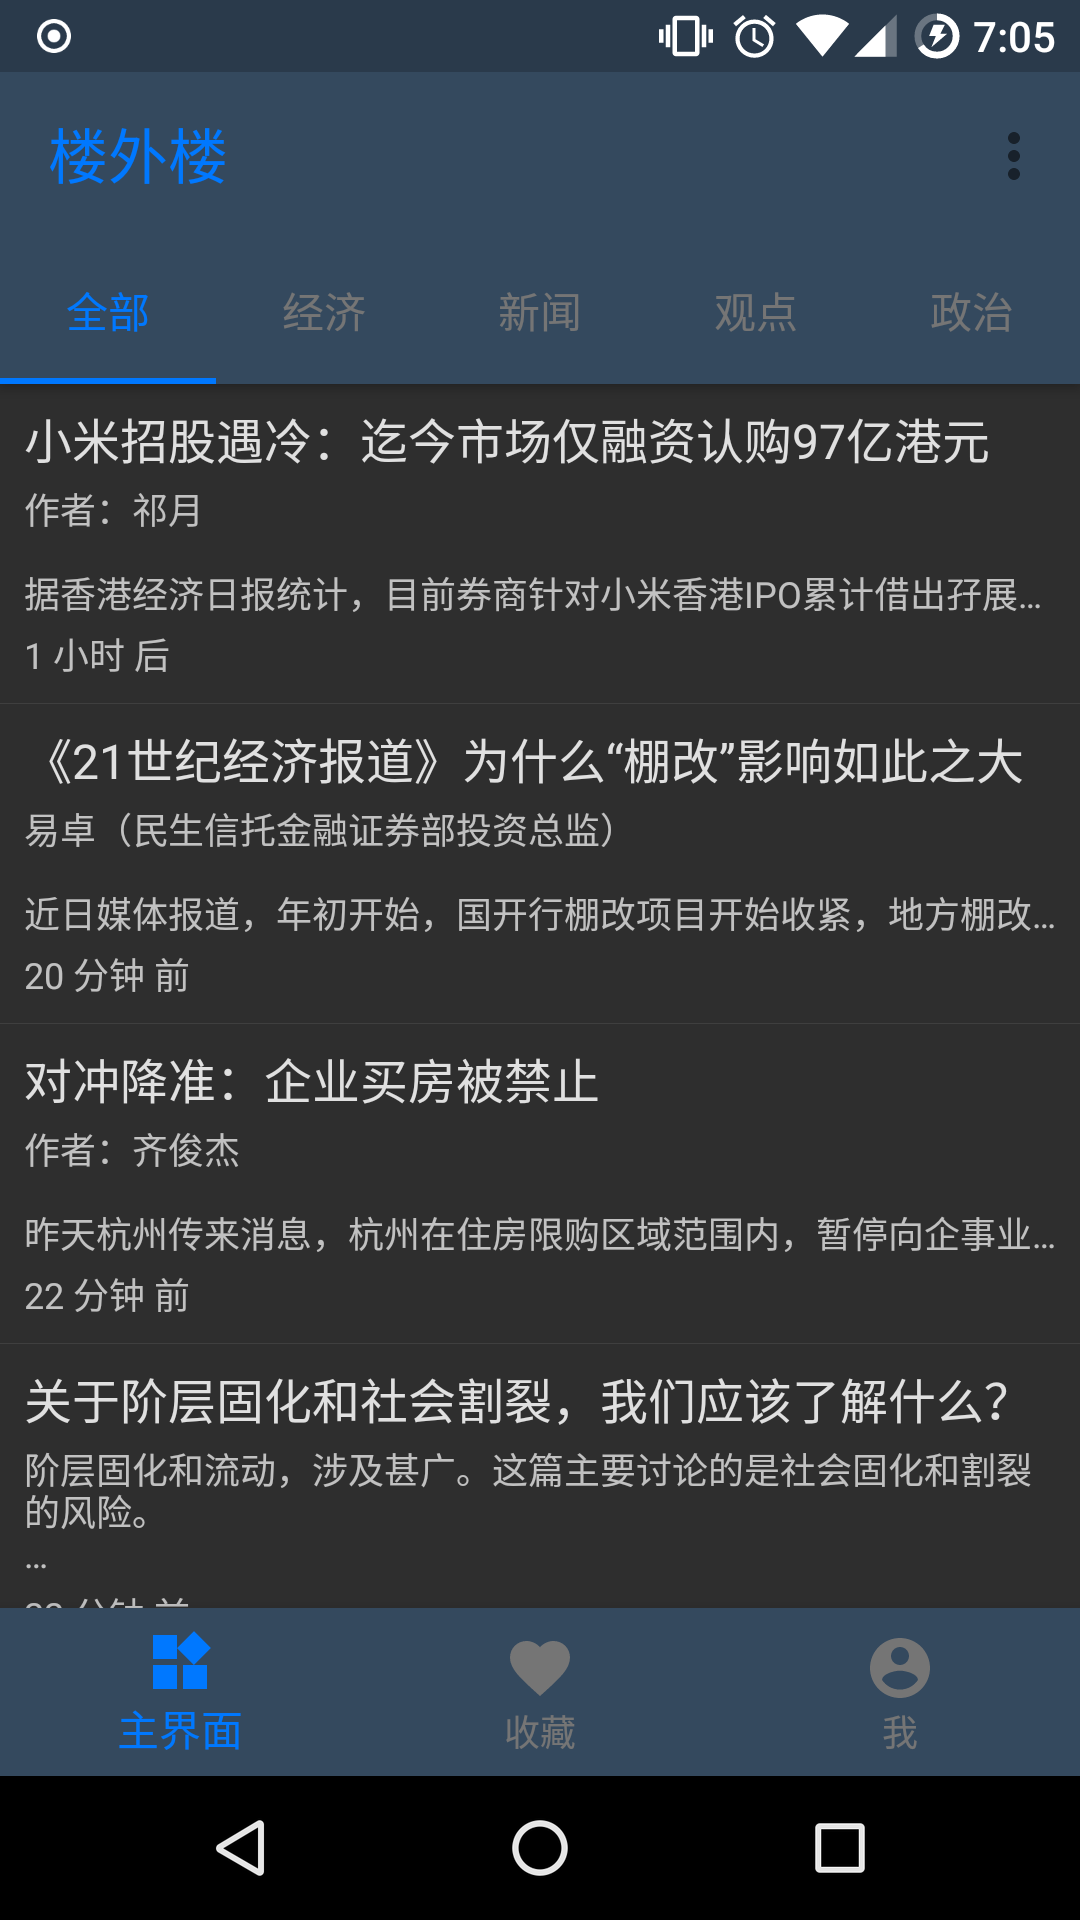 7:05
楼外楼
全部 经济 新闻 观点 政治
小米招股遇冷：迄今市场仅融资认购97亿港元
作者：祁月
据香港经济日报统计，目前券商针对小米香港IPO累计借出孖展...
1 小时 后
《21世纪经济报道》为什么“棚改”影响如此之大
易卓（民生信托金融证券部投资总监）
近日媒体报道，年初开始，国开行棚改项目开始收紧，地方棚改...
20 分钟 前
对冲降准：企业买房被禁止
作者：齐俊杰
昨天杭州传来消息，杭州在住房限购区域范围内，暂停向企事业...
22 分钟 前
关于阶层固化和社会割裂，我们应该了解什么？
阶层固化和流动，涉及甚广。这篇主要讨论的是社会固化和割裂
的风险。
...
主界面 收藏 我